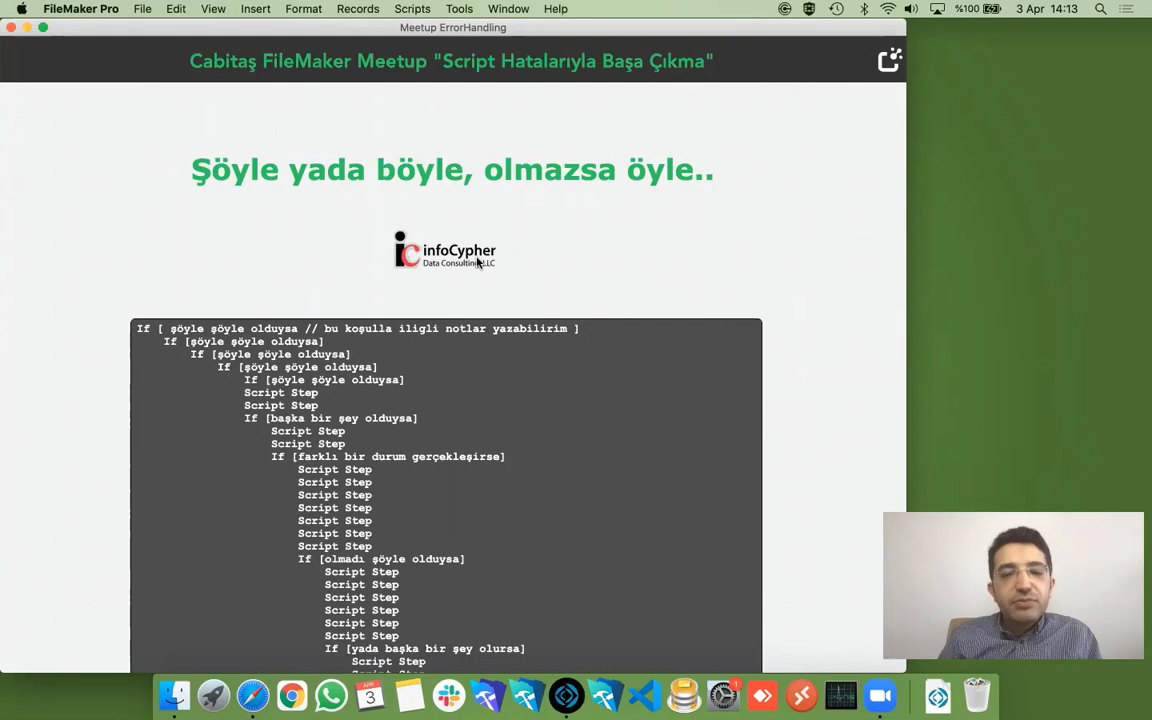 FileMaker Pro File Edit View Insert Format Records Scripts Tools Window Help %100 3 Apr 14:13
Meetup ErrorHandling
Cabitaş FileMaker Meetup "Script Hatalarıyla Başa Çıkma"
Şöyle yada böyle, olmazsa öyle..
ic infoCypher
Data Consulting LLC
If [ şöyle şöyle olduysa // bu koşulla iligli notlar yazabilirim ]
If [şöyle şöyle olduysa]
If [şöyle şöyle olduysa]
If [şöyle şöyle olduysa]
If [şöyle şöyle olduysa]
Script Step
Script Step
If [başka bir şey olduysa]
Script Step
Script Step
If [farklı bir durum gerçekleşirse]
Script Step
Script Step
Script Step
Script Step
Script Step
Script Step
Script Step
If [olmadı şöyle olduysa]
Script Step
Script Step
Script Step
Script Step
Script Step
Script Step
If [yada başka bir şey olursa]
Script Step
APR
3
1